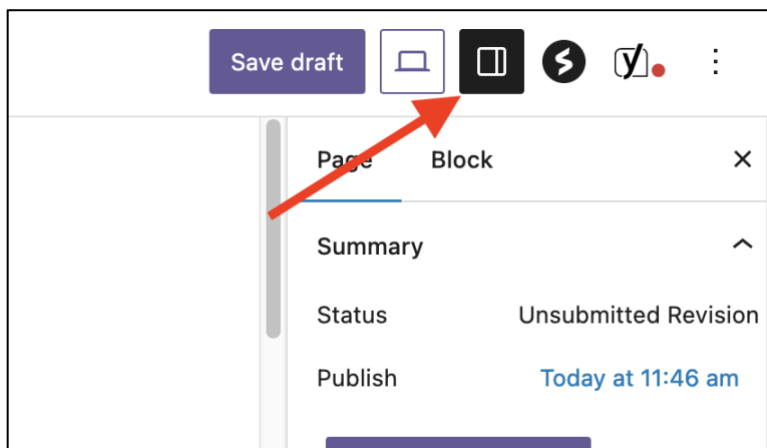 Save draft
Page Block
Summary
Status Unsubmitted Revision
Publish Today at 11:46 am